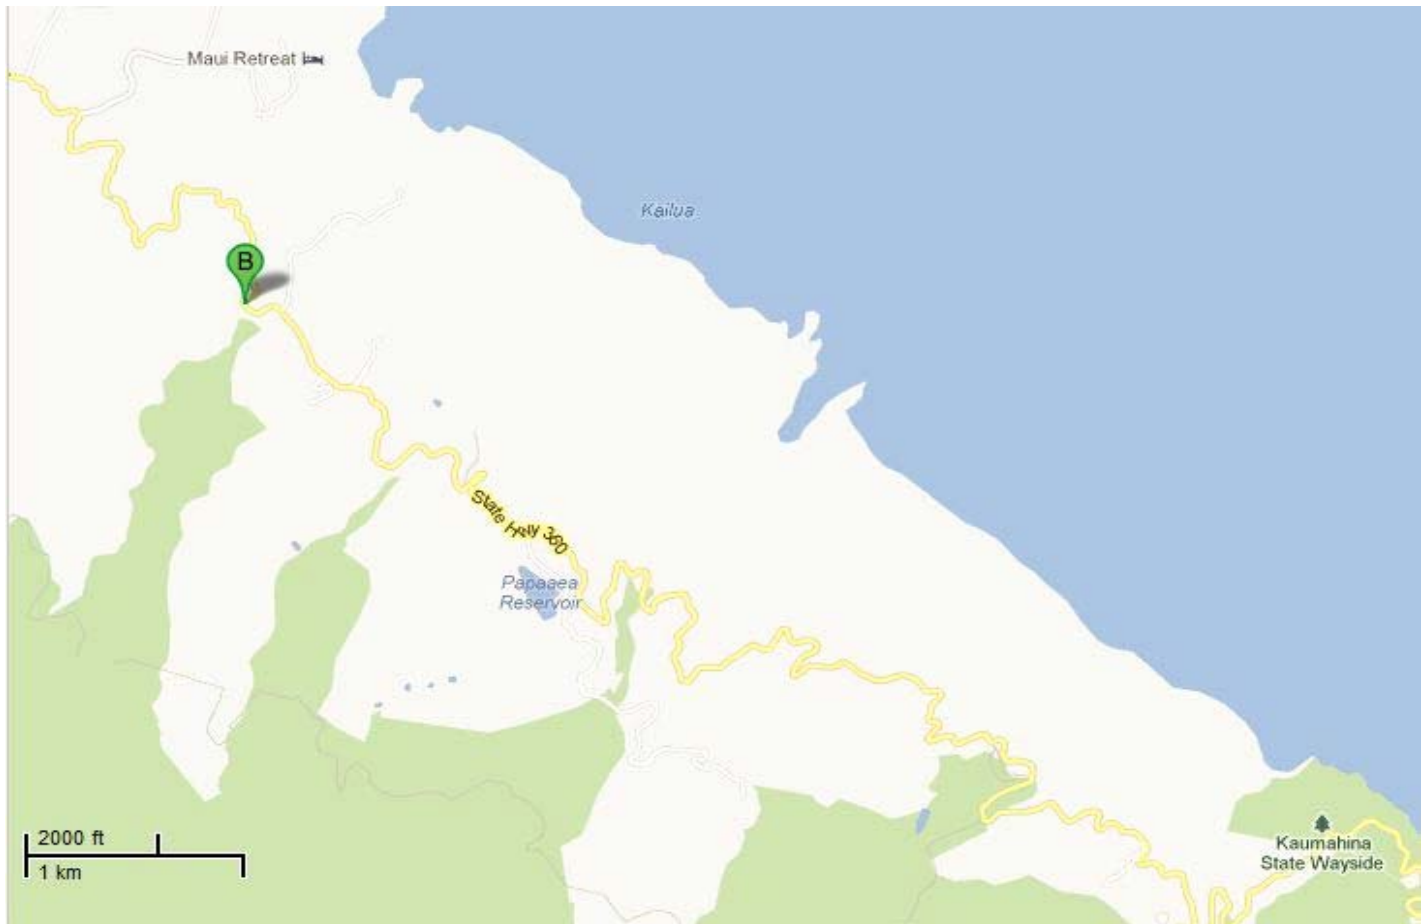 Maui Retreat
Kailua
B
State Hwy 360
Papaaea
Reservoir
2000 ft
1 km
Kaumahina
State Wayside